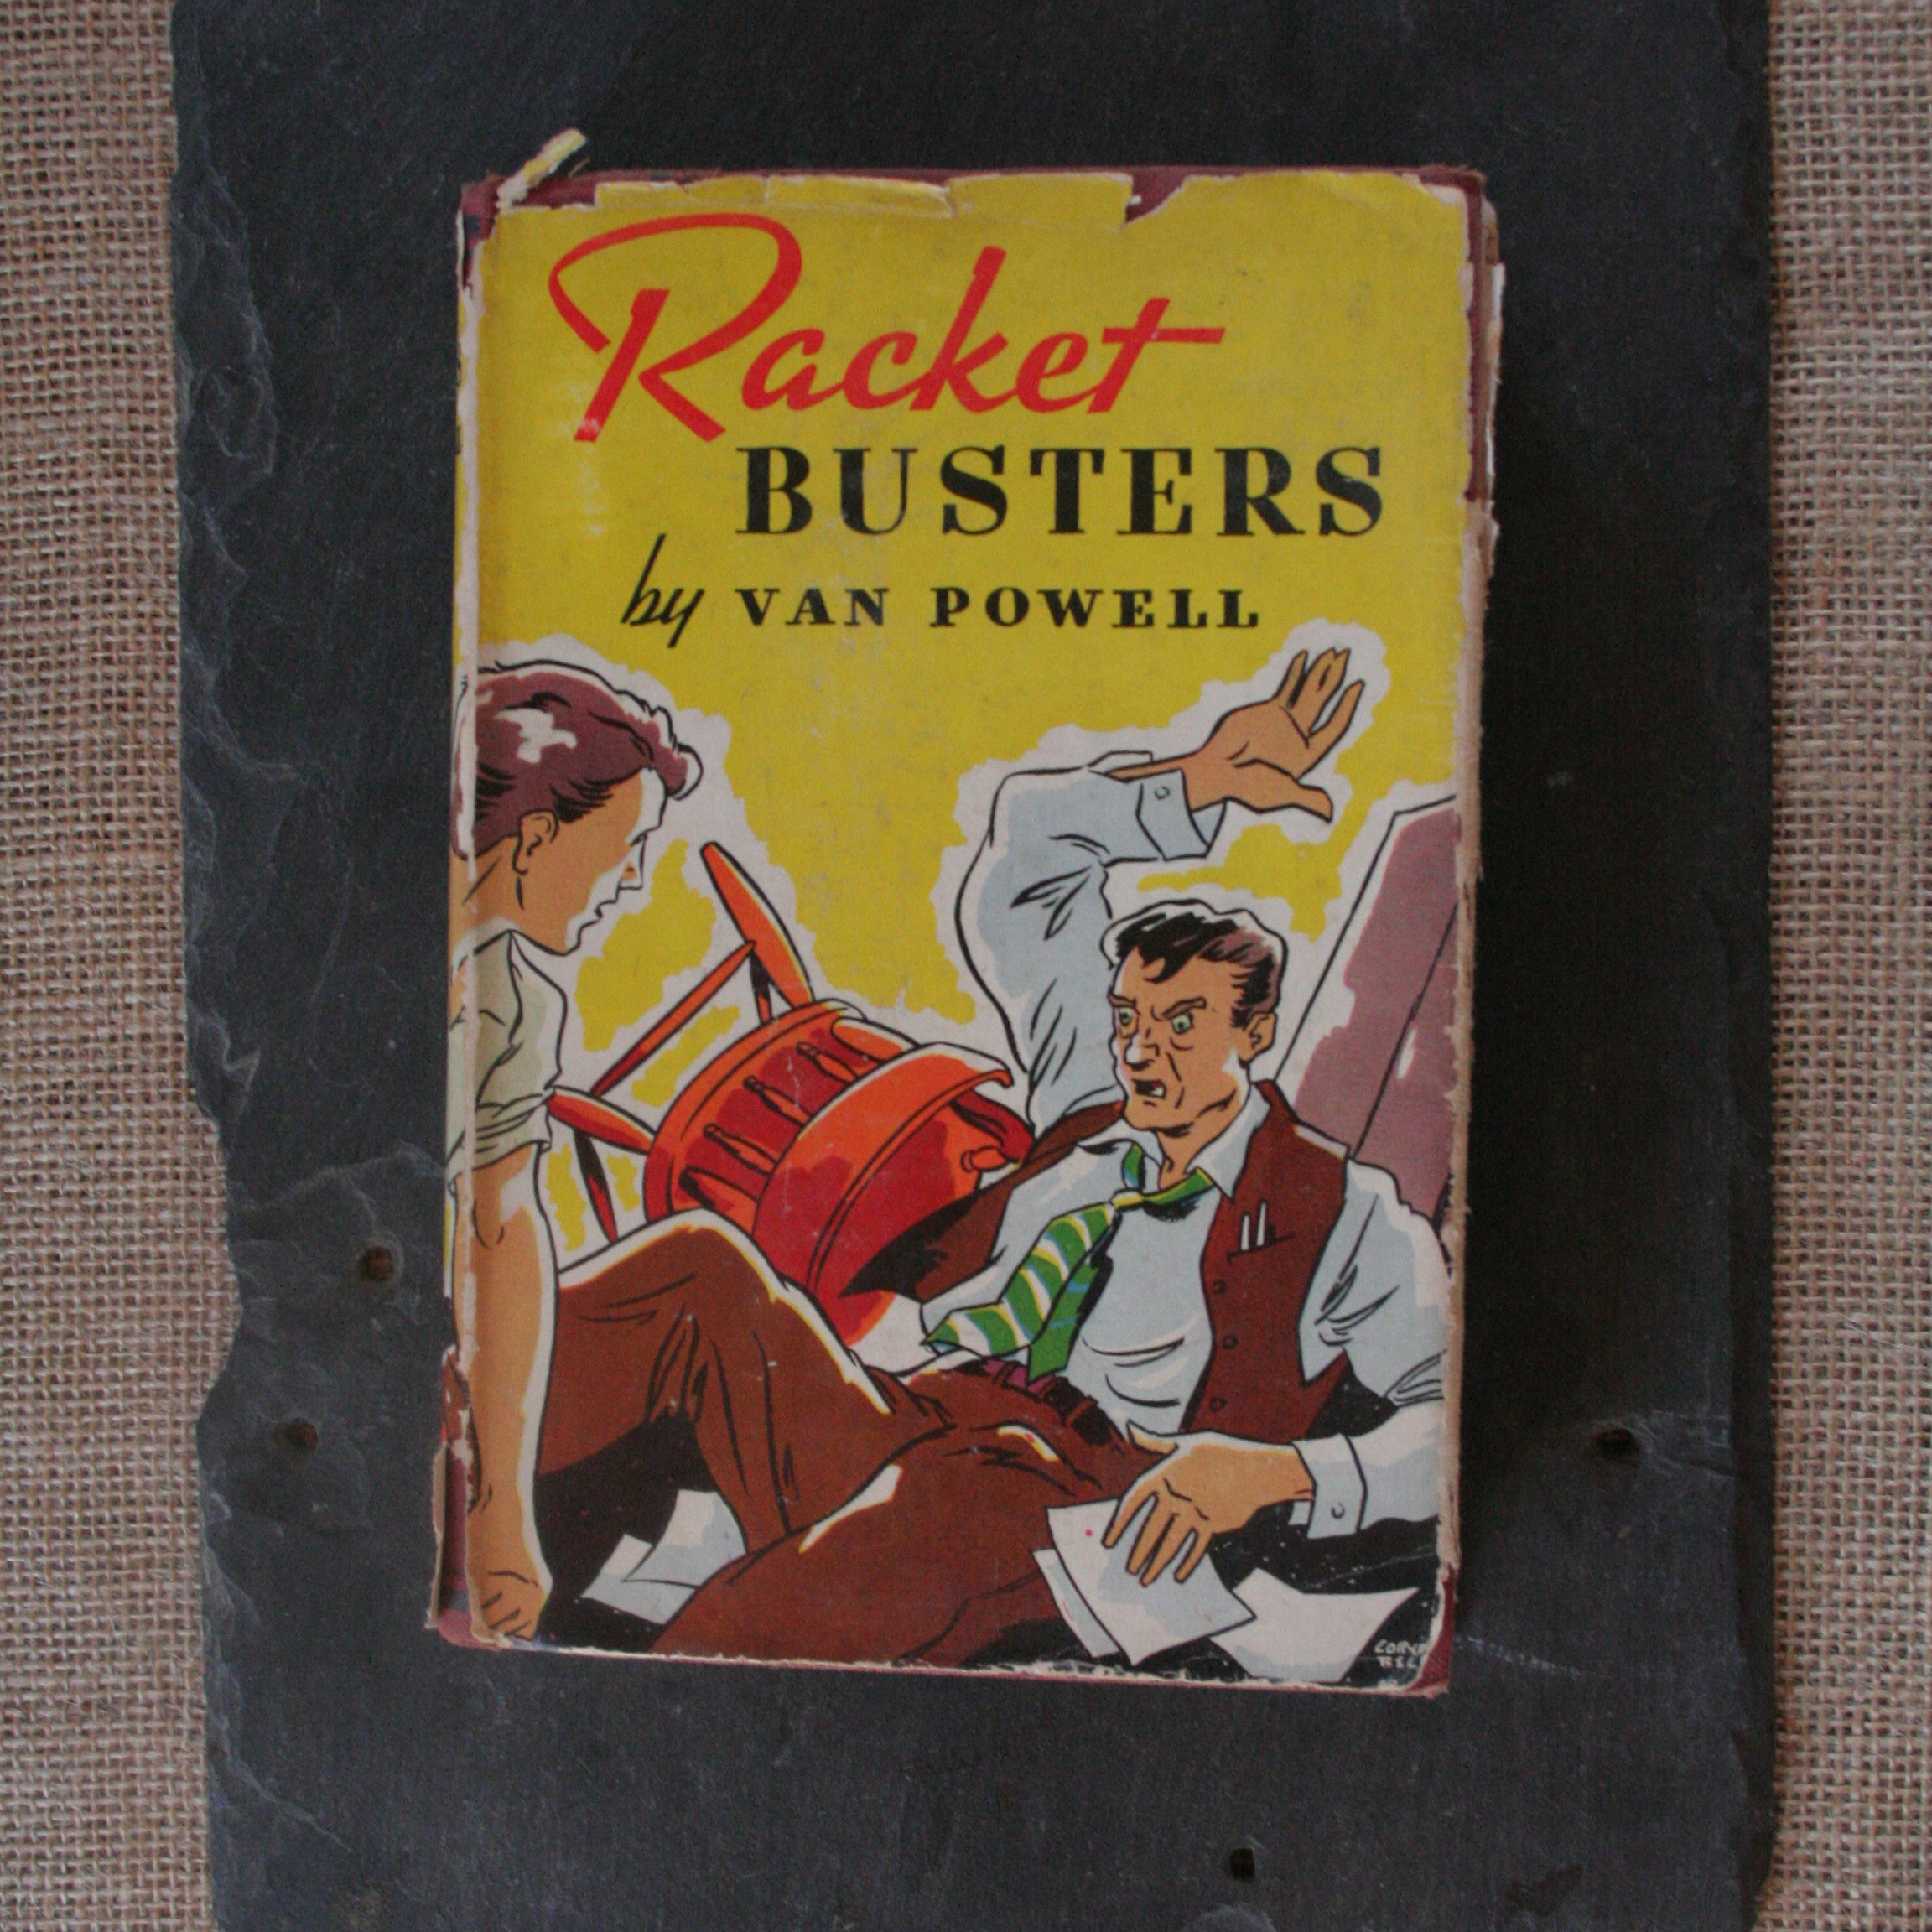 Racket
BUSTERS
by VAN POWELL